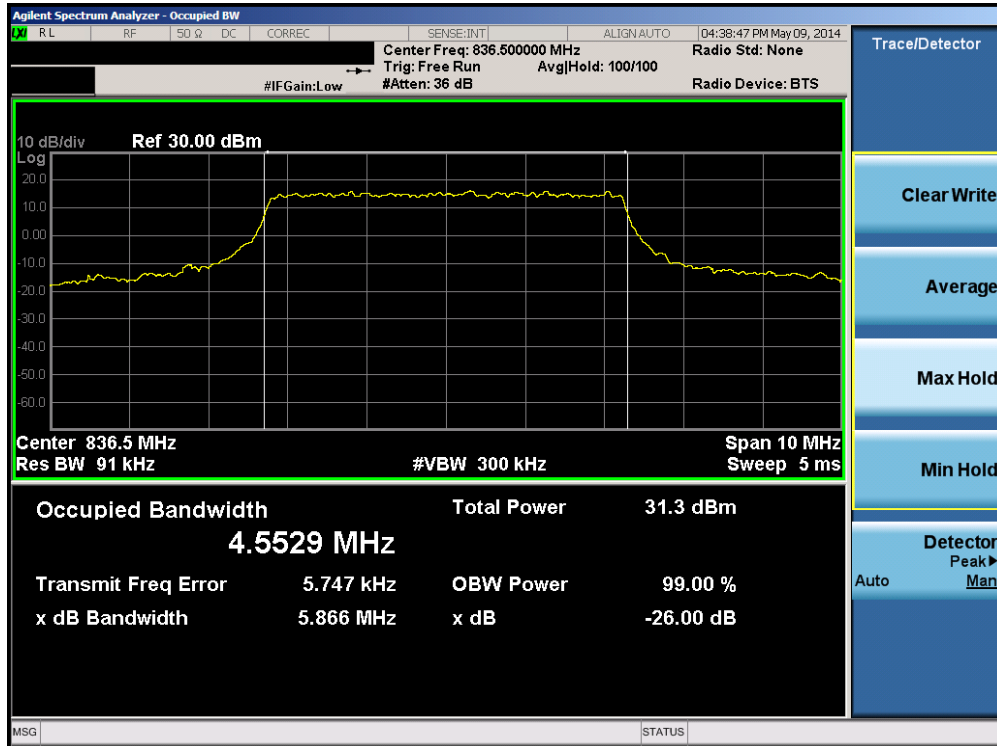 Agilent Spectrum Analyzer - Occupied BW
LXI RL RF 50 Ω DC CORREC SENSE:INT ALIGN AUTO 04:38:47 PM May 09, 2014
Center Freq: 836.500000 MHz Radio Std: None
Trig: Free Run Avg|Hold: 100/100
#IFGain:Low #Atten: 36 dB Radio Device: BTS
10 dB/div Ref 30.00 dBm
Log
20.0
10.0
0.00
-10.0
-20.0
-30.0
-40.0
-50.0
-60.0
Center 836.5 MHz Span 10 MHz
Res BW 91 kHz #VBW 300 kHz Sweep 5 ms
Occupied Bandwidth Total Power 31.3 dBm
4.5529 MHz
Transmit Freq Error 5.747 kHz OBW Power 99.00 %
x dB Bandwidth 5.866 MHz x dB -26.00 dB
MSG STATUS
Trace/Detector
Clear Write
Average
Max Hold
Min Hold
Detector
Peak▶
Auto Man